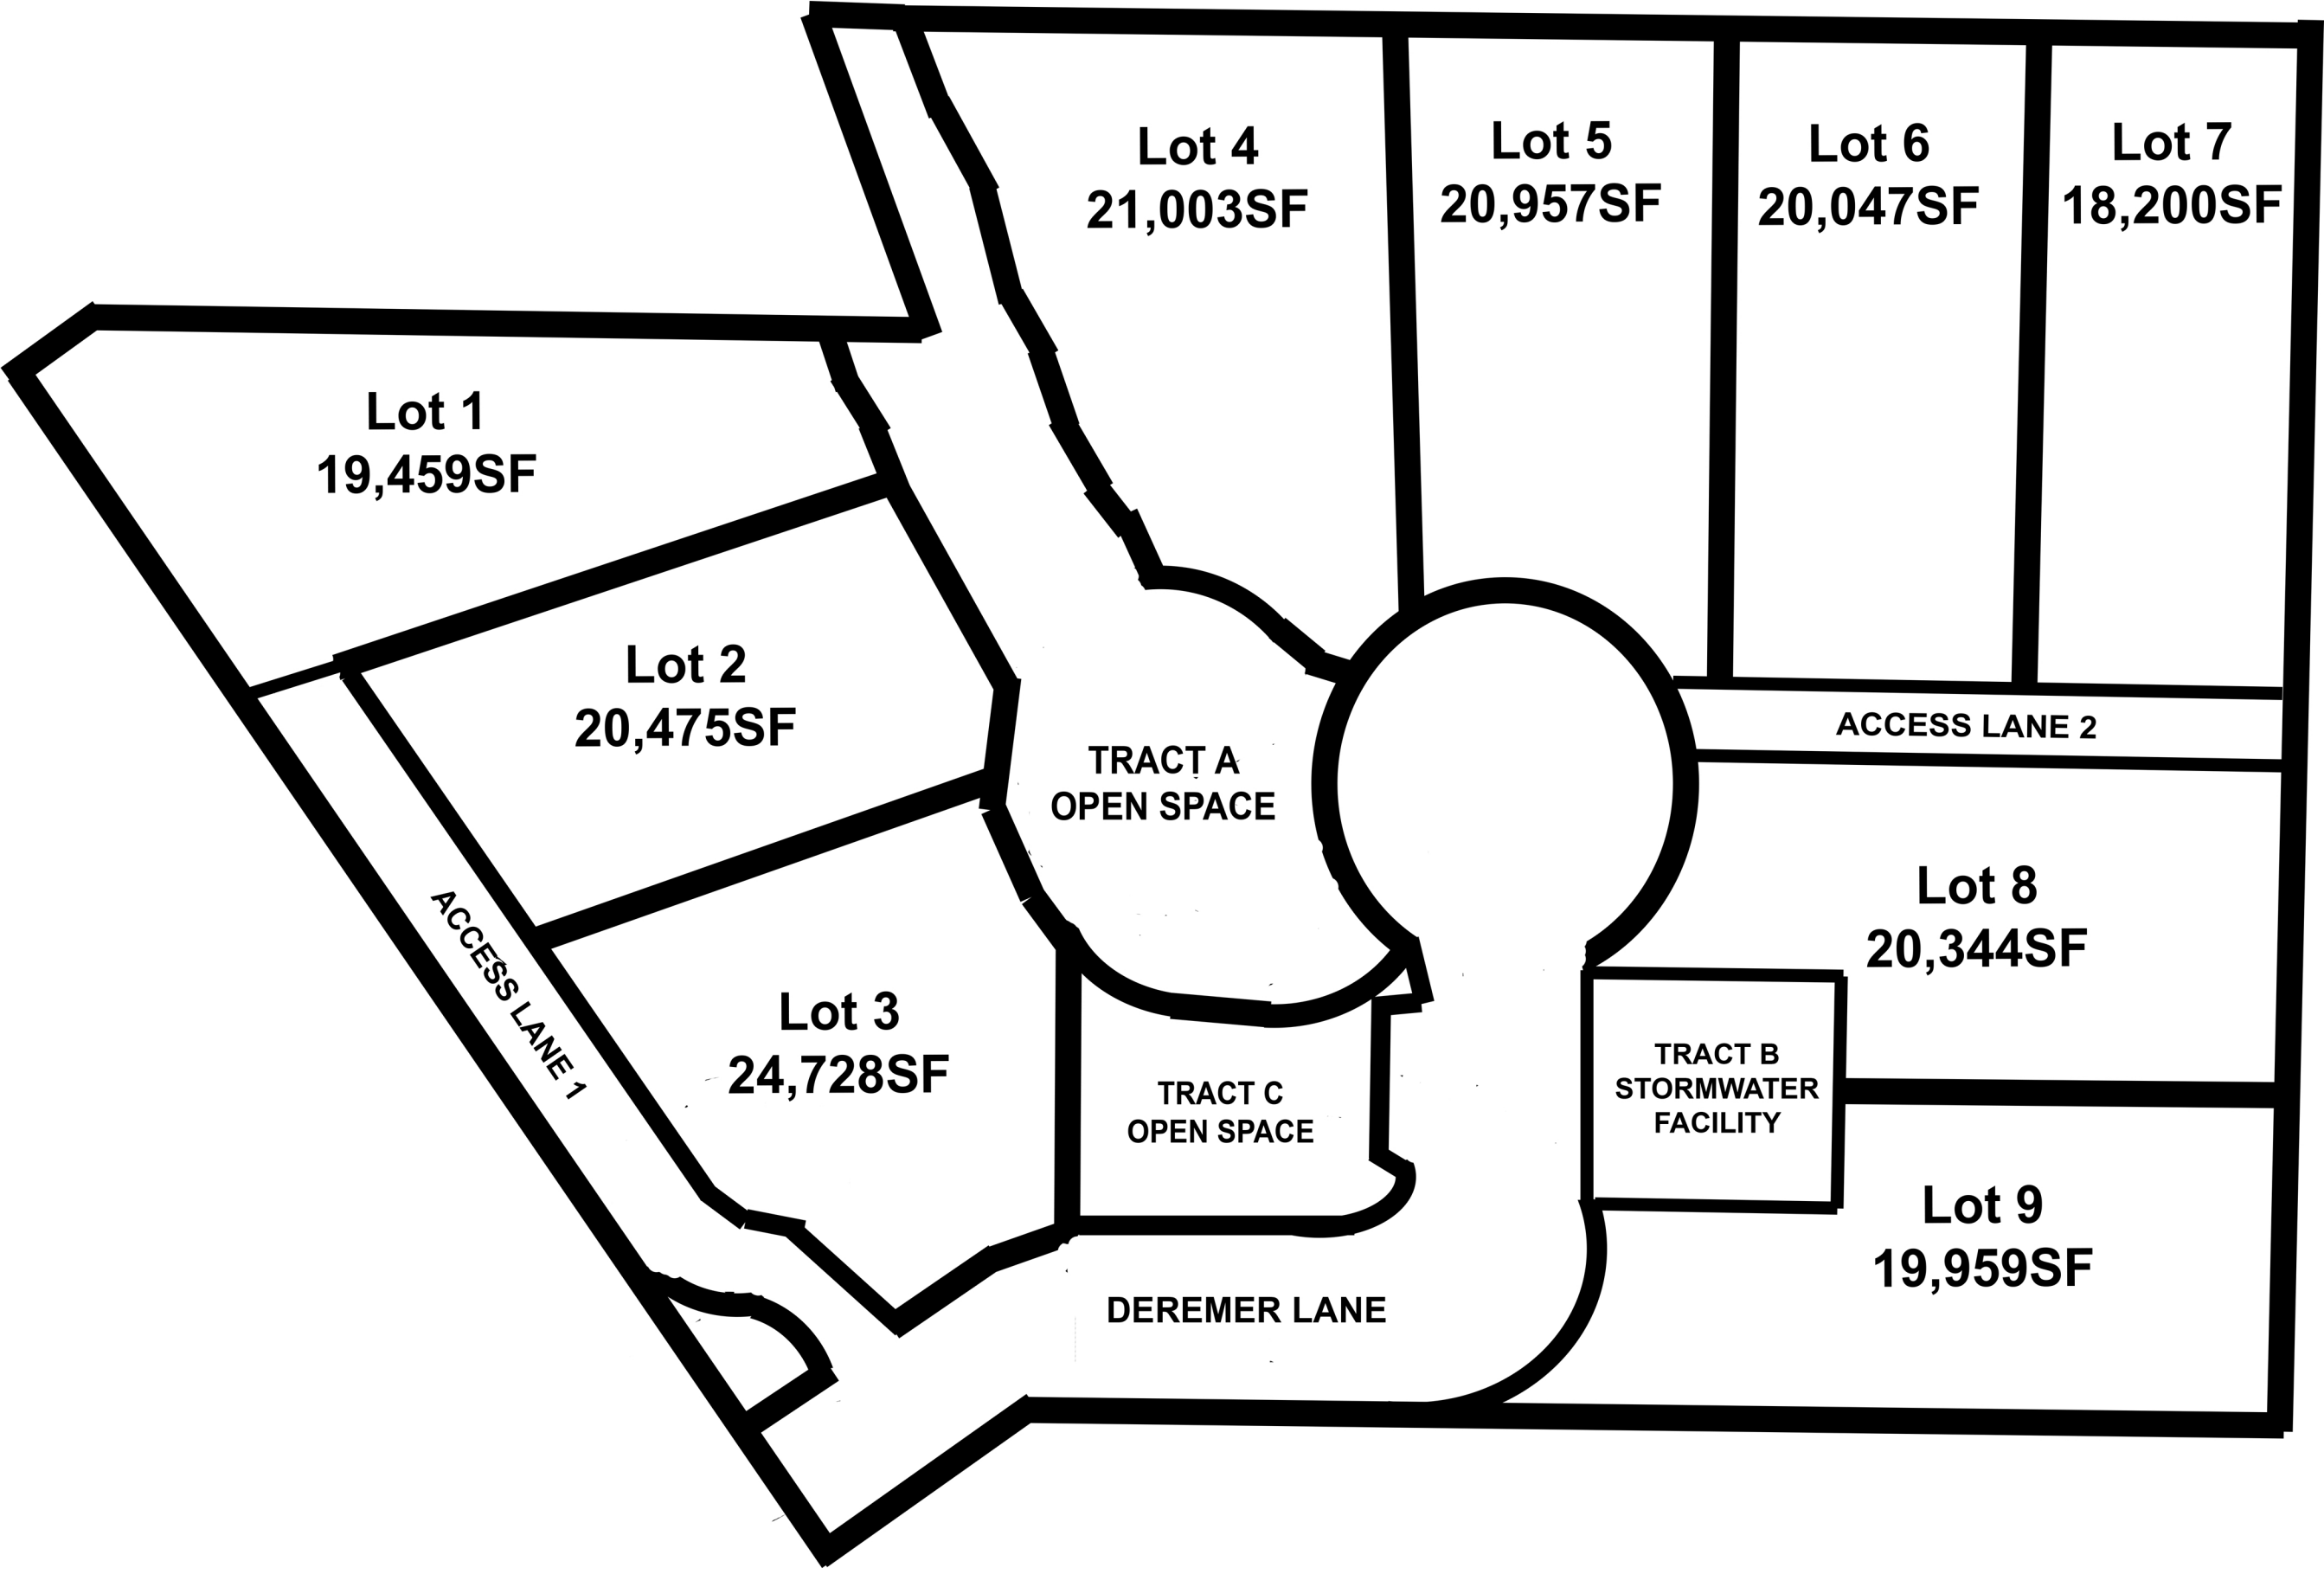 Lot 4
21,003SF
Lot 5
20,957SF
Lot 6
20,047SF
Lot 7
18,200SF
Lot 1
19,459SF
Lot 2
20,475SF
TRACT A
OPEN SPACE
ACCESS LANE 2
Lot 8
20,344SF
ACCESS LANE 1
Lot 3
24,728SF
TRACT C
OPEN SPACE
TRACT B
STORMWATER
FACILITY
Lot 9
19,959SF
DEREMER LANE